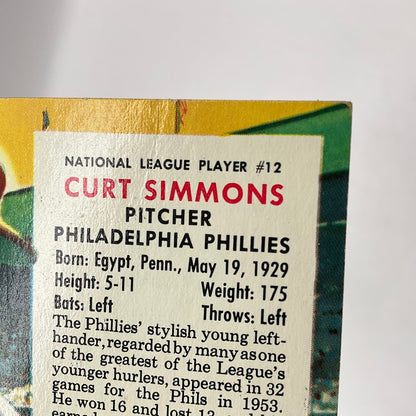 NATIONAL LEAGUE PLAYER #12
CURT SIMMONS
PITCHER
PHILADELPHIA PHILLIES
Born: Egypt, Penn., May 19, 1929
Height: 5-11 Weight: 175
Bats: Left Throws: Left
The Phillies' stylish young left-
hander, regarded by many as one
of the greatest of the League's
younger hurlers, appeared in 32
games for the Phils in 1953.
He won 16 and lost 13